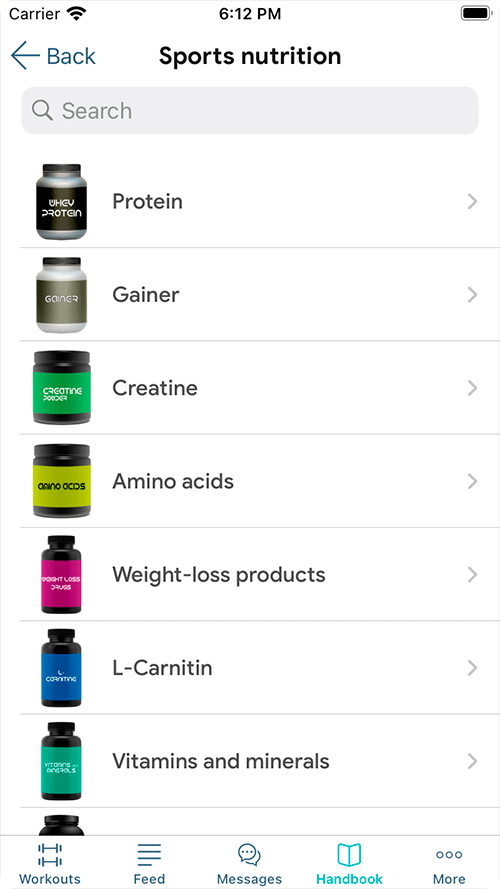 Carrier 6:12 PM
Back Sports nutrition
Search
WHEY
PROTEIN
Protein
GAINER
Gainer
CREATINE
POWDER
Creatine
AMINO ACIDS
Amino acids
WEIGHT LOSS
DRUGS
Weight-loss products
L-
CARNITINE
L-Carnitin
VITAMINS AND
MINERALS
Vitamins and minerals
Workouts Feed Messages Handbook More